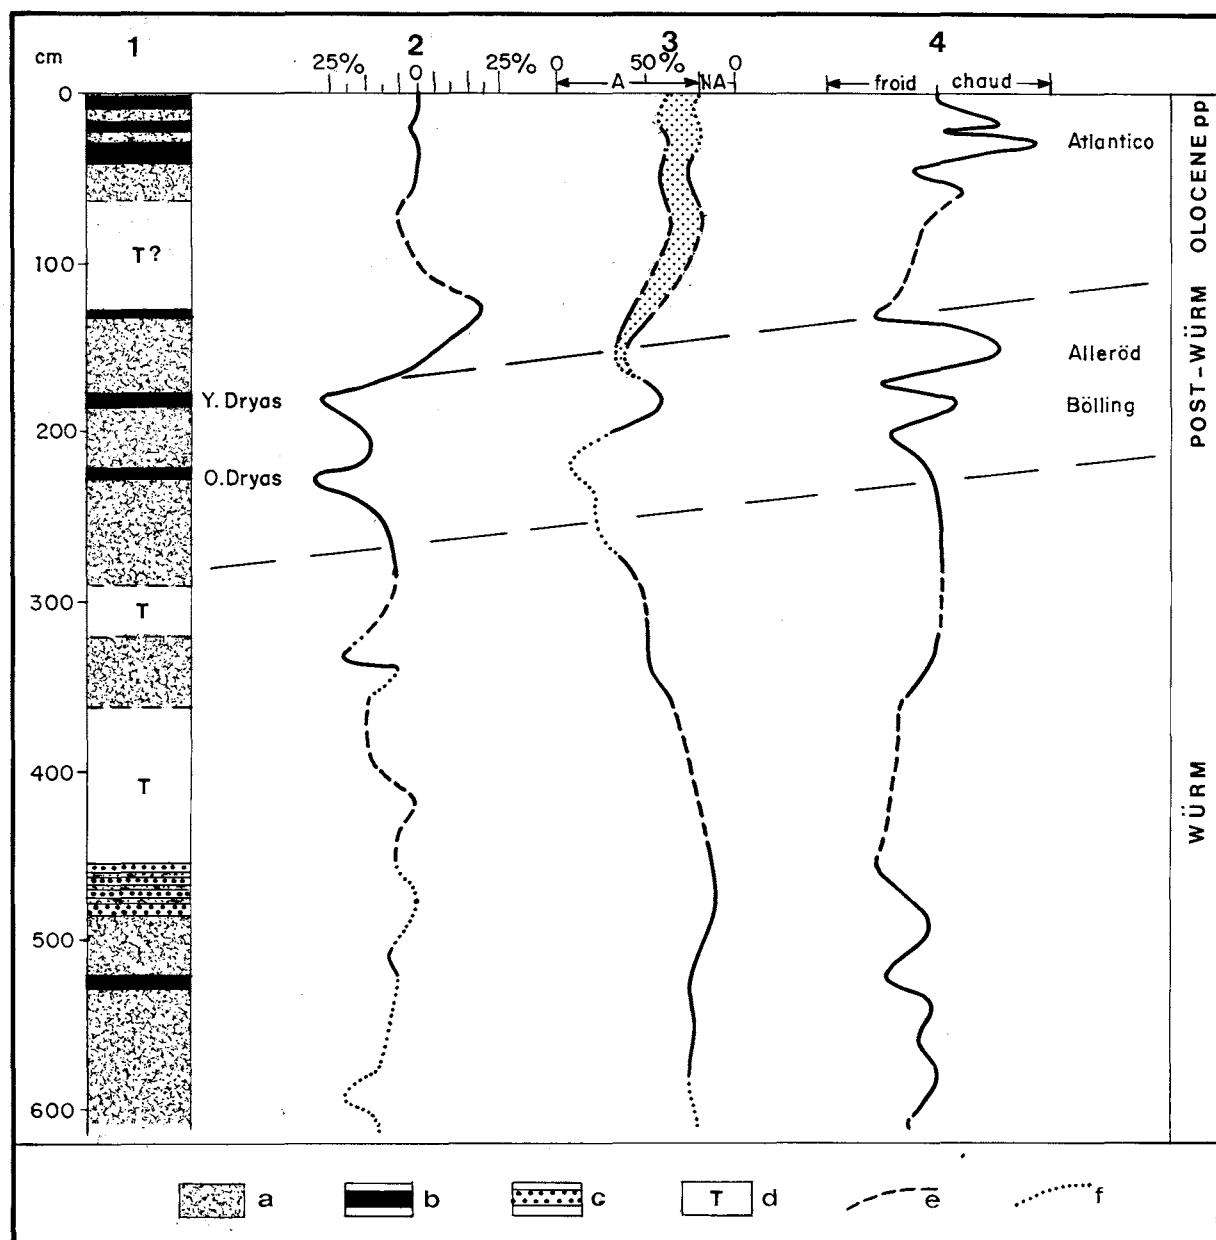 1 2 3 4
cm 25% 0 25% 0 50% 0
A NA froid chaud
0
Atlantico
T?
100
Alleröd
Y. Dryas
Bölling
200
O. Dryas
300
T
400
T
500
600
OLOCENE pp
POST-WÜRM
WÜRM
a b c T d e f